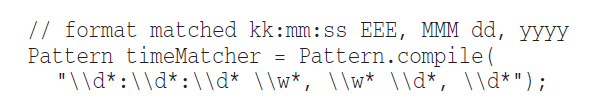 // format matched kk:mm:ss EEE, MMM dd, yyyy
Pattern timeMatcher = Pattern.compile(
"\\d*:\\d*:\\d* \\w*, \\w* \\d*, \\d*");